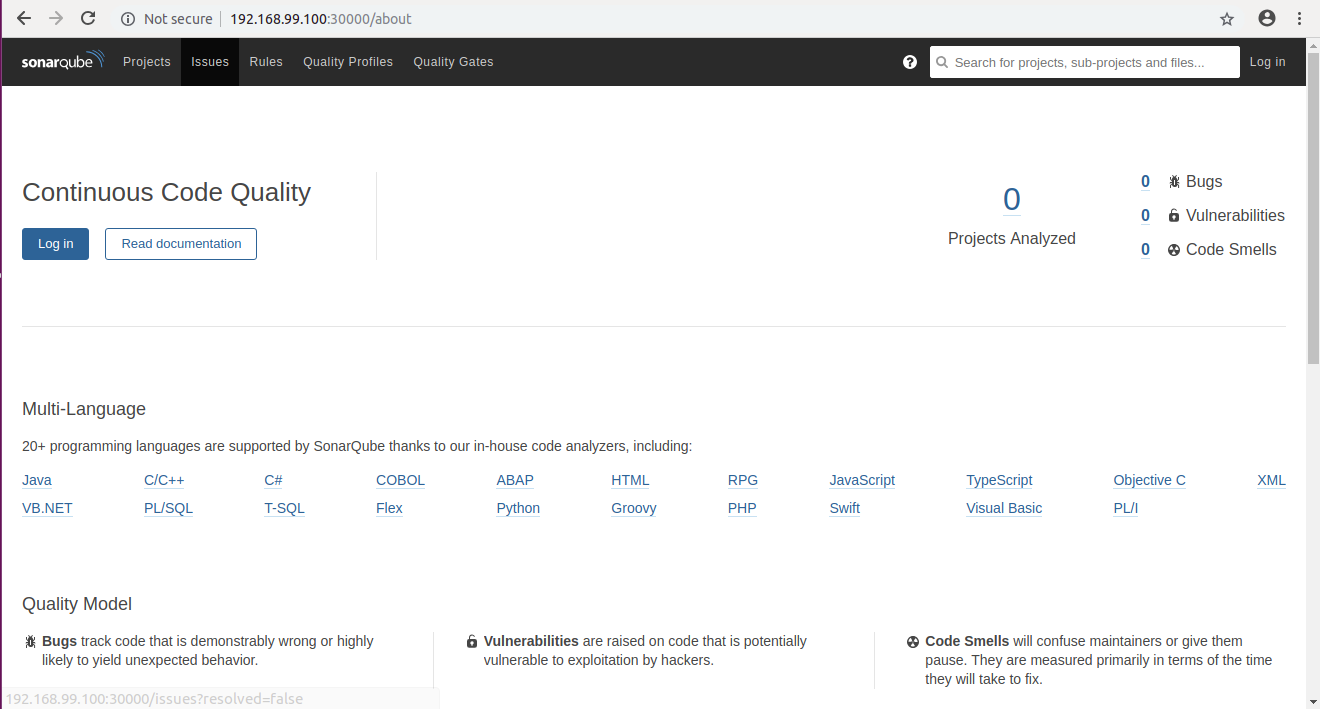 Not secure 192.168.99.100:30000/about
sonarqube Projects Issues Rules Quality Profiles Quality Gates ? Search for projects, sub-projects and files... Log in
Continuous Code Quality
Log in Read documentation
0
Projects Analyzed
0 Bugs
0 Vulnerabilities
0 Code Smells
Multi-Language
20+ programming languages are supported by SonarQube thanks to our in-house code analyzers, including:
Java C/C++ C# COBOL ABAP HTML RPG JavaScript TypeScript Objective C XML
VB.NET PL/SQL T-SQL Flex Python Groovy PHP Swift Visual Basic PL/I
Quality Model
Bugs track code that is demonstrably wrong or highly
likely to yield unexpected behavior.
Vulnerabilities are raised on code that is potentially
vulnerable to exploitation by hackers.
Code Smells will confuse maintainers or give them
pause. They are measured primarily in terms of the time
they will take to fix.
192.168.99.100:30000/issues?resolved=false